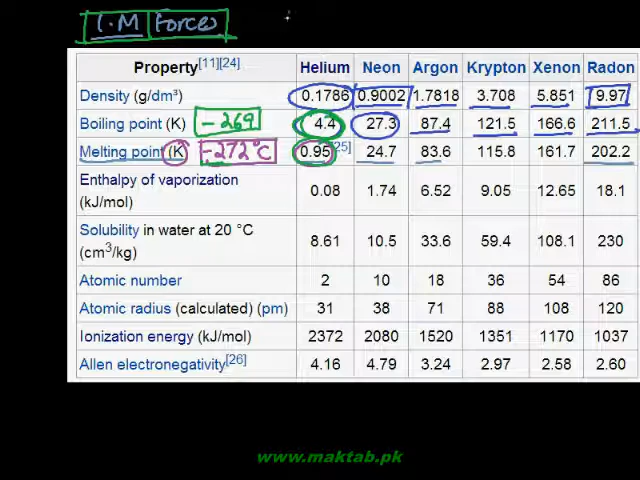 I.M Forces
Property[11][24] Helium Neon Argon Krypton Xenon Radon
Density (g/dm³) 0.1786 0.9002 1.7818 3.708 5.851 9.97
Boiling point (K) -269 4.4 27.3 87.4 121.5 166.6 211.5
Melting point (K -272°C 0.95 [25] 24.7 83.6 115.8 161.7 202.2
Enthalpy of vaporization
(kJ/mol) 0.08 1.74 6.52 9.05 12.65 18.1
Solubility in water at 20 °C
(cm³/kg) 8.61 10.5 33.6 59.4 108.1 230
Atomic number 2 10 18 36 54 86
Atomic radius (calculated) (pm) 31 38 71 88 108 120
Ionization energy (kJ/mol) 2372 2080 1520 1351 1170 1037
Allen electronegativity[26] 4.16 4.79 3.24 2.97 2.58 2.60
www.maktab.pk